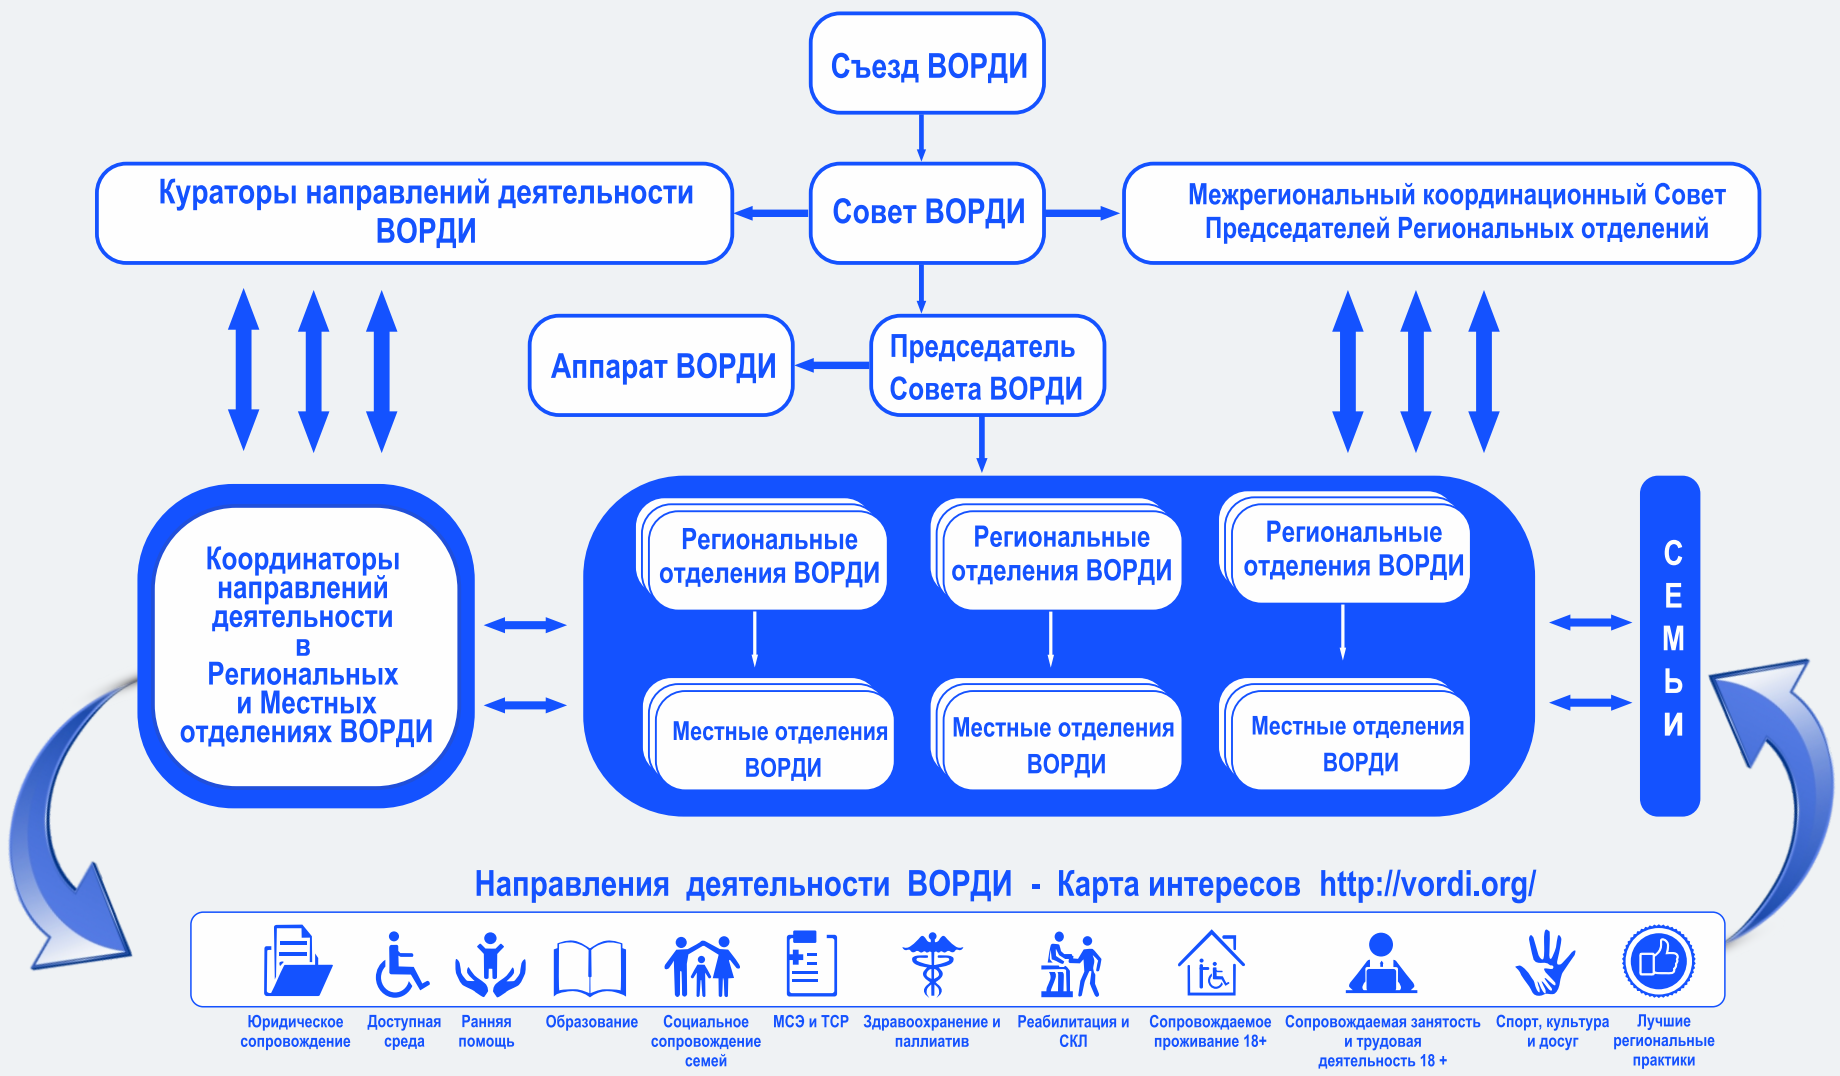 Съезд ВОРДИ
Кураторы направлений деятельности
ВОРДИ
Совет ВОРДИ
Межрегиональный координационный Совет
Председателей Региональных отделений
Аппарат ВОРДИ
Председатель
Совета ВОРДИ
Координаторы
направлений
деятельности
в
Региональных
и Местных
отделениях ВОРДИ
Региональные
отделения ВОРДИ
Региональные
отделения ВОРДИ
Региональные
отделения ВОРДИ
Местные отделения
ВОРДИ
Местные отделения
ВОРДИ
Местные отделения
ВОРДИ
С
Е
М
Ь
И
Направления деятельности ВОРДИ - Карта интересов http://vordi.org/
Юридическое
сопровождение
Доступная
среда
Ранняя
помощь
Образование
Социальное
сопровождение
семей
МСЭ и ТСР
Здравоохранение и
паллиатив
Реабилитация и
СКЛ
Сопровождаемое
проживание 18+
Сопровождаемая занятость
и трудовая
деятельность 18 +
Спорт, культура
и досуг
Лучшие
региональные
практики